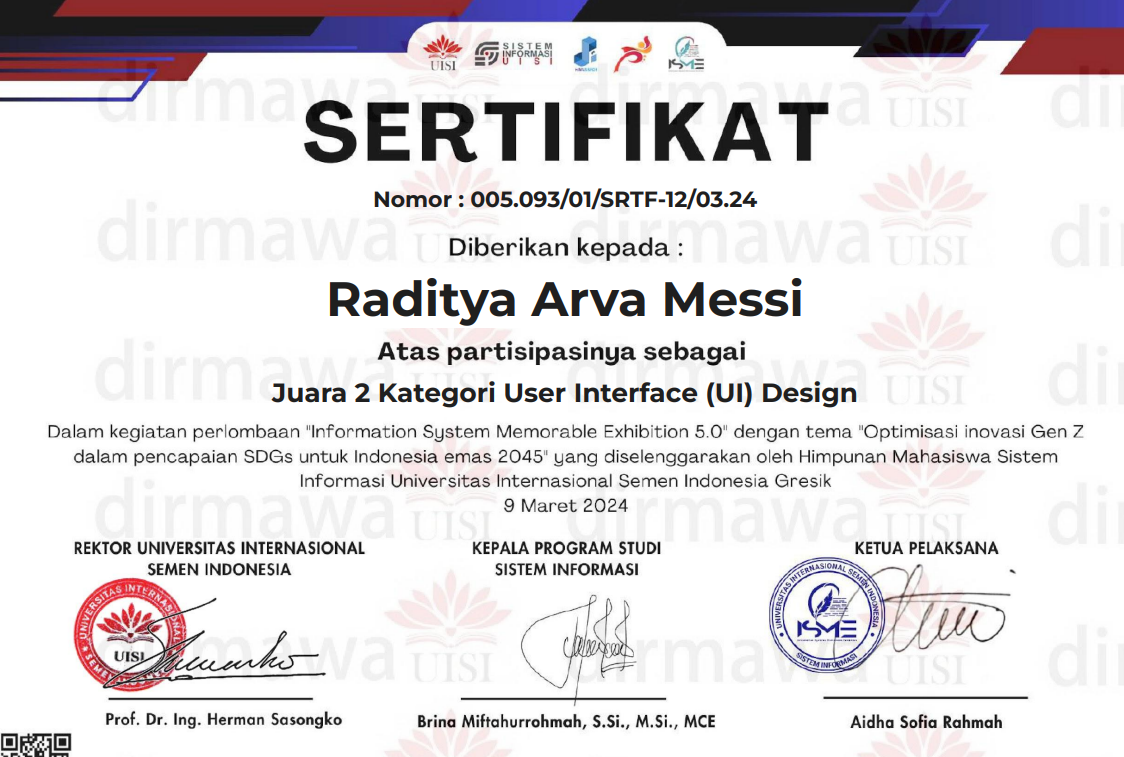 UISI
SISTEM
INFORMASI
UISI
ISME
SERTIFIKAT
Nomor : 005.093/01/SRTF-12/03.24
Diberikan kepada :
Raditya Arva Messi
Atas partisipasinya sebagai
Juara 2 Kategori User Interface (UI) Design
Dalam kegiatan perlombaan "Information System Memorable Exhibition 5.0" dengan tema "Optimisasi inovasi Gen Z
dalam pencapaian SDGs untuk Indonesia emas 2045" yang diselenggarakan oleh Himpunan Mahasiswa Sistem
Informasi Universitas Internasional Semen Indonesia Gresik
9 Maret 2024
REKTOR UNIVERSITAS INTERNASIONAL
SEMEN INDONESIA
KEPALA PROGRAM STUDI
SISTEM INFORMASI
KETUA PELAKSANA
UNIVERSITAS INTERNASIONAL SEMEN INDONESIA
ISME
SISTEM INFORMASI
UISI
Prof. Dr. Ing. Herman Sasongko
Brina Miftahurrohmah, S.Si., M.Si., MCE
Aidha Sofia Rahmah
dirmawa UISI